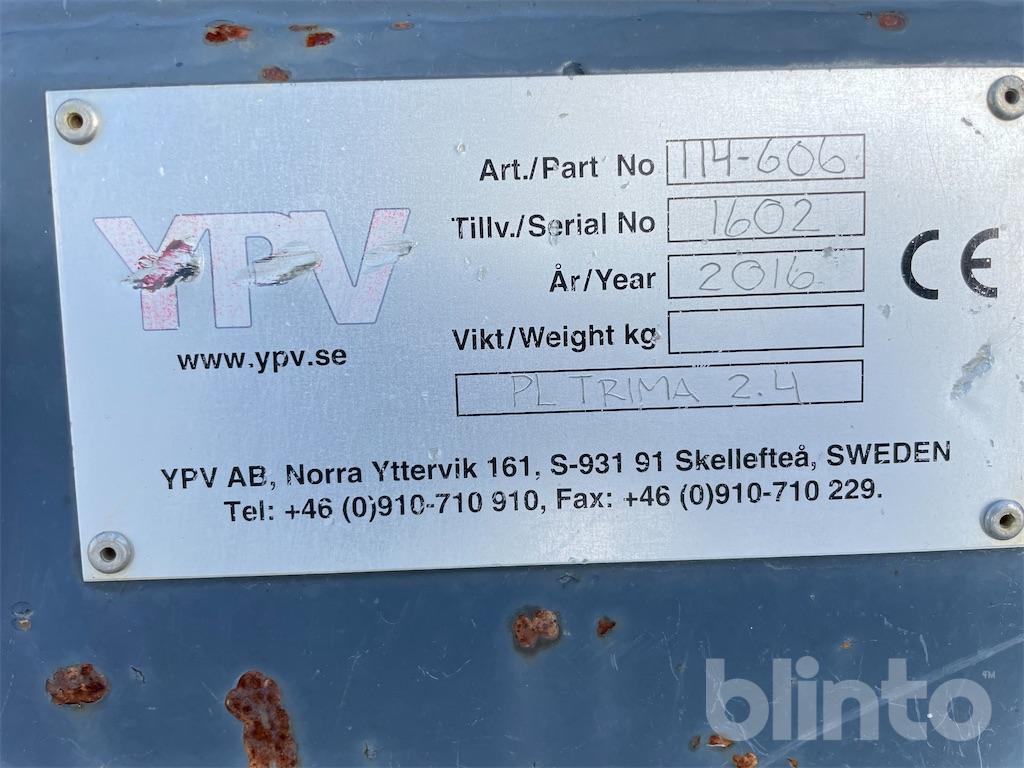 YPV
www.ypv.se
Art./Part No 114-606
Tillv./Serial No 1602
År/Year 2016
Vikt/Weight kg
PL TRIMA 2.4
CE
YPV AB, Norra Yttervik 161, S-931 91 Skellefteå, SWEDEN
Tel: +46 (0)910-710 910, Fax: +46 (0)910-710 229.
blinto™